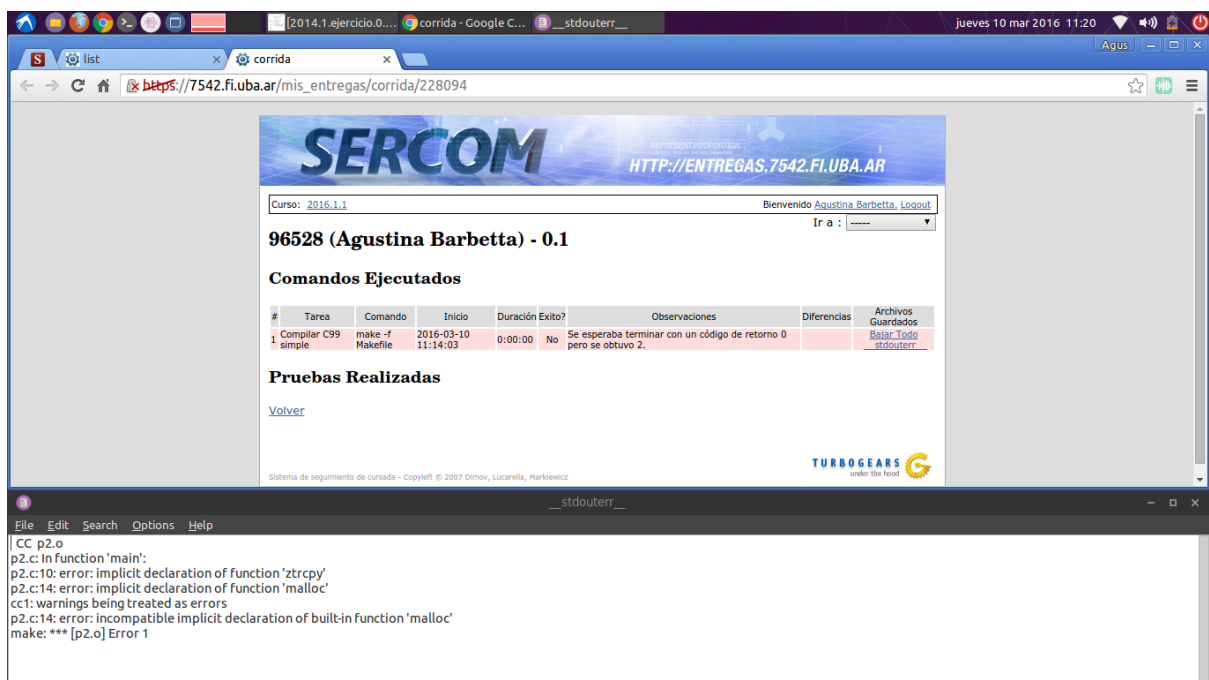 [2014.1.ejercicio.0.... corrida - Google C... __stdouterr__ jueves 10 mar 2016 11:20
Agus
S list corrida
https://7542.fi.uba.ar/mis_entregas/corrida/228094
SERCOM
HTTP://ENTREGAS.7542.FI.UBA.AR
Curso: 2016.1.1 Bienvenido Agustina Barbetta. Logout
Ir a : -----
96528 (Agustina Barbetta) - 0.1
Comandos Ejecutados
# Tarea Comando Inicio Duración Exito? Observaciones Diferencias Archivos Guardados
1 Compilar C99 simple make -f Makefile 2016-03-10 11:14:03 0:00:00 No Se esperaba terminar con un código de retorno 0 pero se obtuvo 2. Bajar Todo __stdouterr__
Pruebas Realizadas
Volver
TURBOGEARS
under the hood
Sistema de seguimiento de cursada - Copyleft © 2007 Dimov, Lucarella, Markiewicz
__stdouterr__
File Edit Search Options Help
CC p2.o
p2.c: In function 'main':
p2.c:10: error: implicit declaration of function 'ztrcpy'
p2.c:14: error: implicit declaration of function 'malloc'
cc1: warnings being treated as errors
p2.c:14: error: incompatible implicit declaration of built-in function 'malloc'
make: *** [p2.o] Error 1